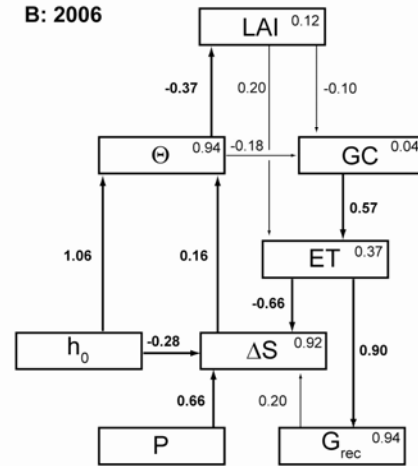 B: 2006
LAI 0.12
-0.37 0.20 -0.10
Θ 0.94 -0.18 GC 0.04
0.57
1.06 0.16 ET 0.37
-0.66
h0 -0.28 ΔS 0.92 0.90
0.66 0.20
P Grec 0.94